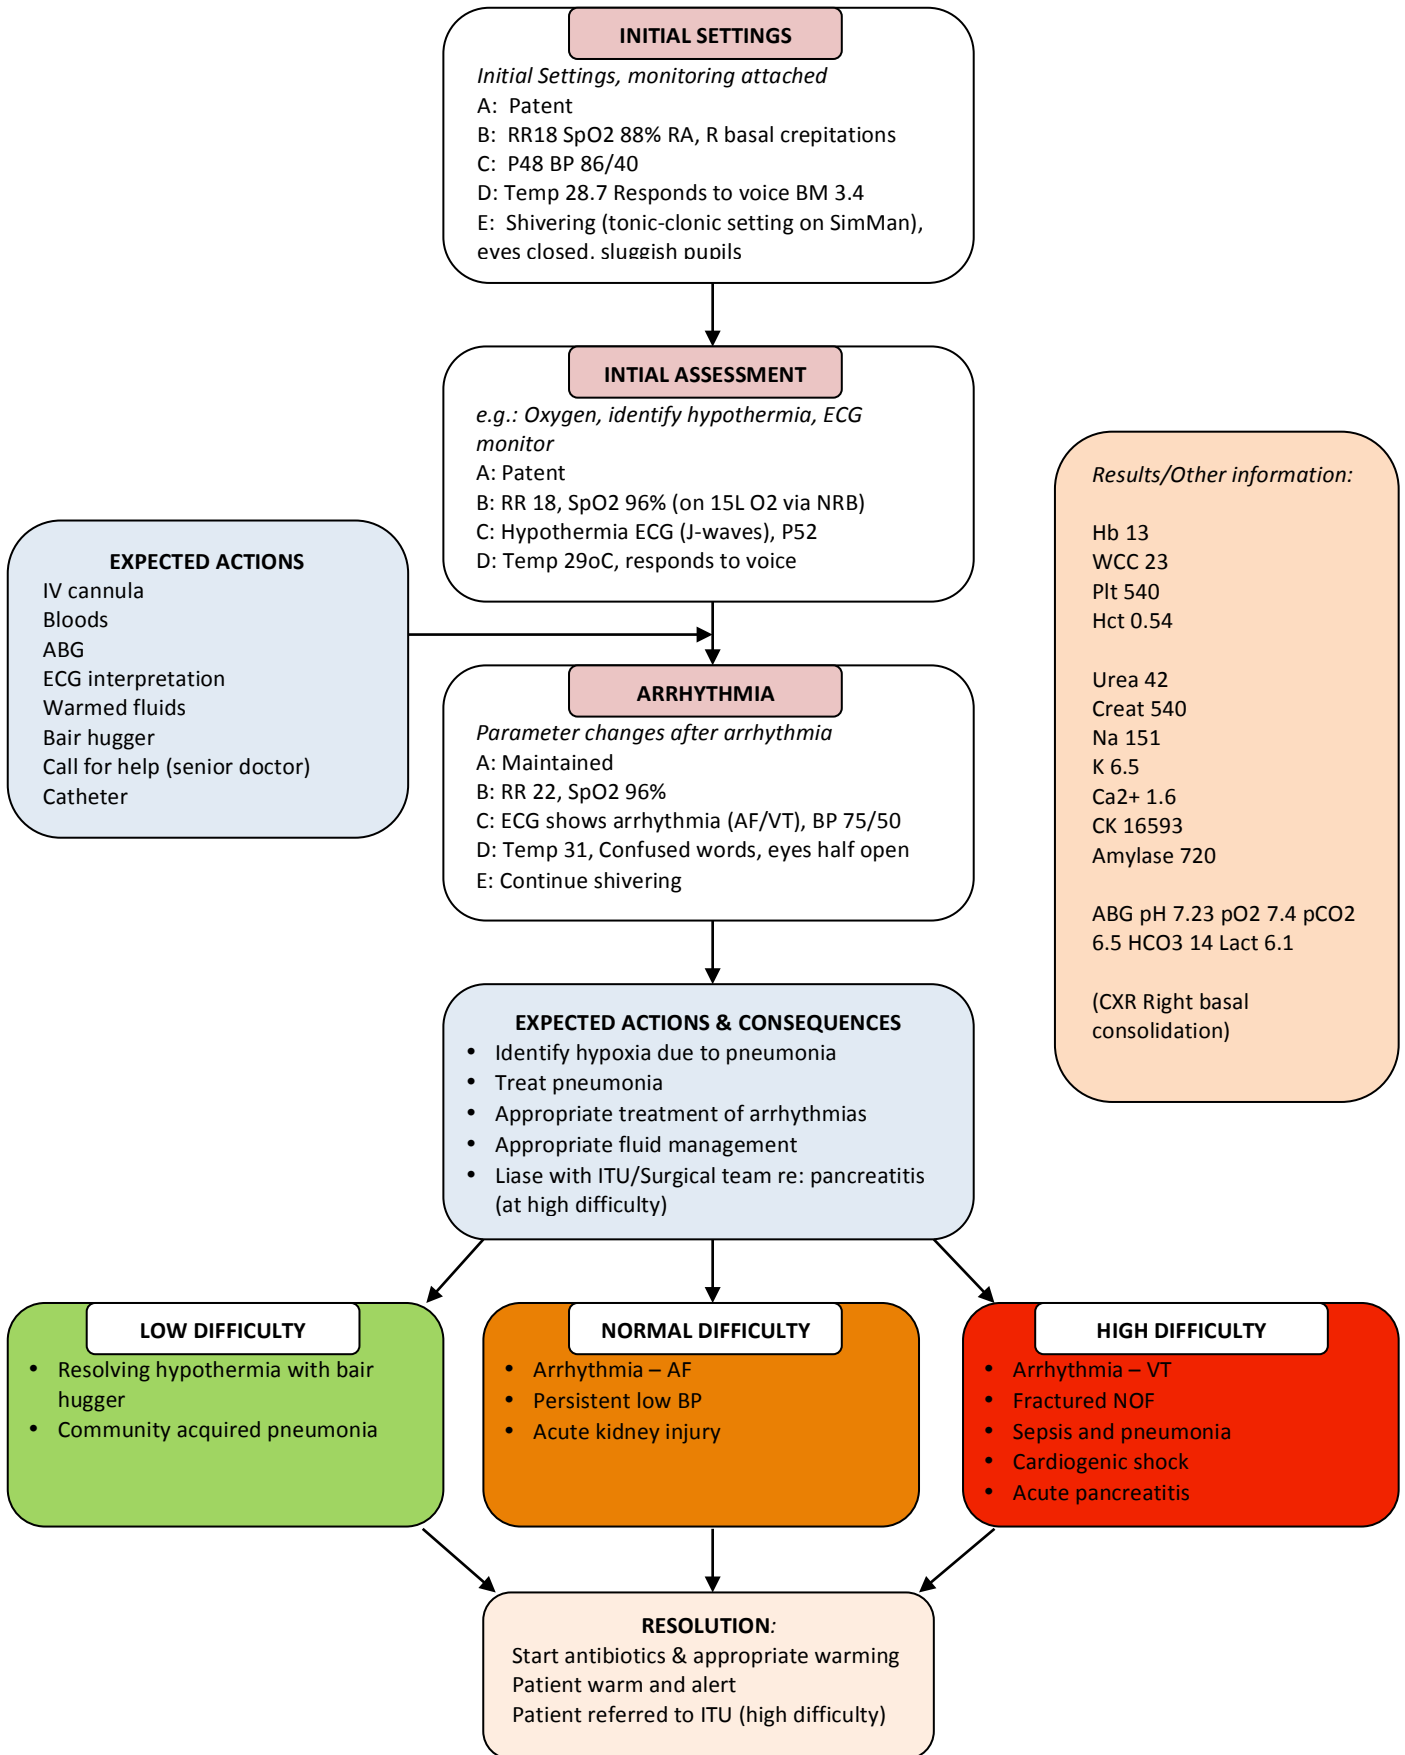 INITIAL SETTINGS
Initial Settings, monitoring attached
A:  Patent
B:  RR18 SpO2 88% RA, R basal crepitations
C:  P48 BP 86/40
D: Temp 28.7 Responds to voice BM 3.4
E:  Shivering (tonic-clonic setting on SimMan),
eyes closed, sluggish pupils
INTIAL ASSESSMENT
e.g.: Oxygen, identify hypothermia, ECG
monitor
A: Patent
B: RR 18, SpO2 96% (on 15L O2 via NRB)
C: Hypothermia ECG (J-waves), P52
D: Temp 29oC, responds to voice
EXPECTED ACTIONS
IV cannula
Bloods
ABG
ECG interpretation
Warmed fluids
Bair hugger
Call for help (senior doctor)
Catheter
Results/Other information:
Hb 13
WCC 23
Plt 540
Hct 0.54
Urea 42
Creat 540
Na 151
K 6.5
Ca2+ 1.6
CK 16593
Amylase 720
ABG pH 7.23 pO2 7.4 pCO2
6.5 HCO3 14 Lact 6.1
(CXR Right basal
consolidation)
ARRHYTHMIA
Parameter changes after arrhythmia
A: Maintained
B: RR 22, SpO2 96%
C: ECG shows arrhythmia (AF/VT), BP 75/50
D: Temp 31, Confused words, eyes half open
E: Continue shivering
EXPECTED ACTIONS & CONSEQUENCES
• Identify hypoxia due to pneumonia
• Treat pneumonia
• Appropriate treatment of arrhythmias
• Appropriate fluid management
• Liase with ITU/Surgical team re: pancreatitis
(at high difficulty)
LOW DIFFICULTY
• Resolving hypothermia with bair
hugger
• Community acquired pneumonia
NORMAL DIFFICULTY
• Arrhythmia – AF
• Persistent low BP
• Acute kidney injury
HIGH DIFFICULTY
• Arrhythmia – VT
• Fractured NOF
• Sepsis and pneumonia
• Cardiogenic shock
• Acute pancreatitis
RESOLUTION:
Start antibiotics & appropriate warming
Patient warm and alert
Patient referred to ITU (high difficulty)